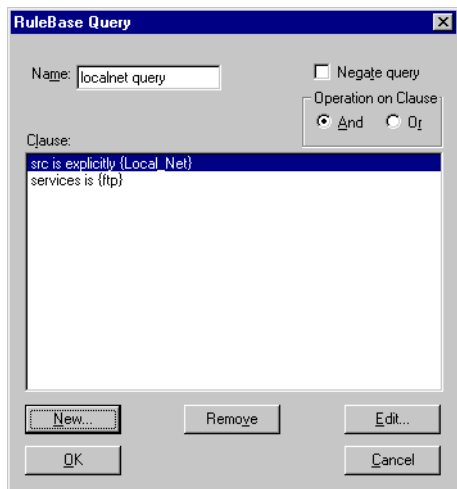 RuleBase Query
Name: localnet query
Negate query
Operation on Clause
And Or
Clause:
src is explicitly {Local_Net}
services is {ftp}
New... Remove Edit...
OK Cancel